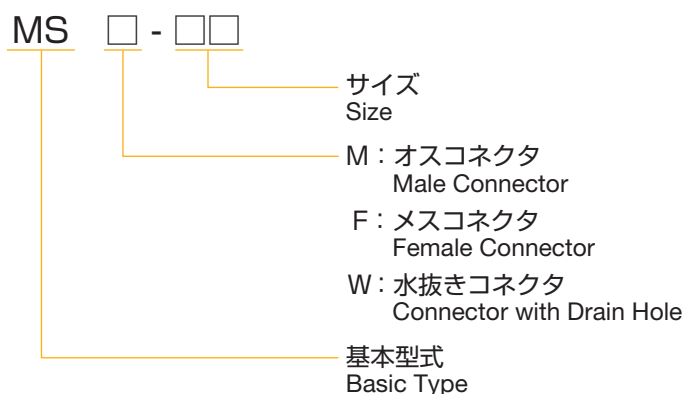 MS □ - □□
サイズ
Size
M：オスコネクタ
Male Connector
F：メスコネクタ
Female Connector
W：水抜きコネクタ
Connector with Drain Hole
基本型式
Basic Type